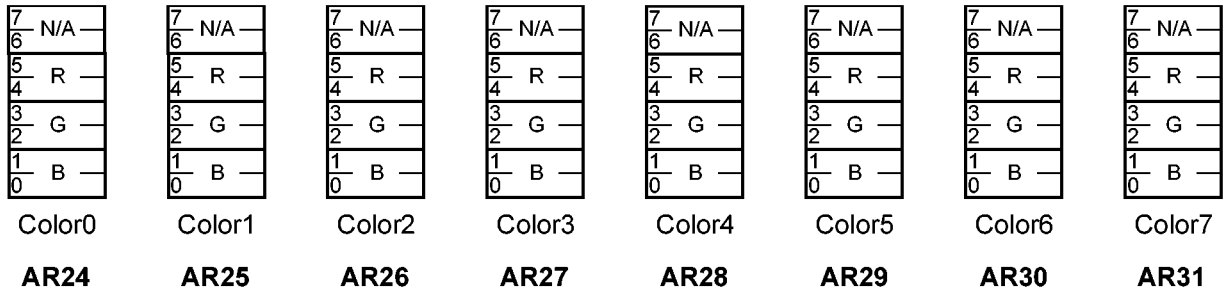 7 N/A 7 N/A 7 N/A 7 N/A 7 N/A 7 N/A 7 N/A 7 N/A
6 6 6 6 6 6 6 6
5 R 5 R 5 R 5 R 5 R 5 R 5 R 5 R
4 4 4 4 4 4 4 4
3 G 3 G 3 G 3 G 3 G 3 G 3 G 3 G
2 2 2 2 2 2 2 2
1 B 1 B 1 B 1 B 1 B 1 B 1 B 1 B
0 0 0 0 0 0 0 0
Color0 Color1 Color2 Color3 Color4 Color5 Color6 Color7
AR24 AR25 AR26 AR27 AR28 AR29 AR30 AR31